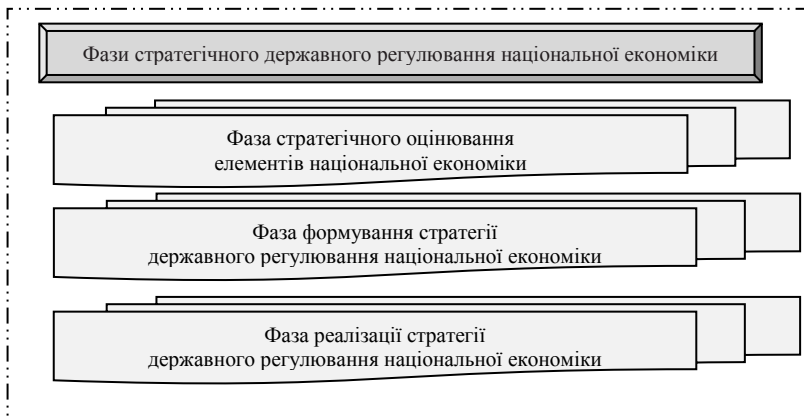 Фази стратегічного державного регулювання національної економіки
Фаза стратегічного оцінювання
елементів національної економіки
Фаза формування стратегії
державного регулювання національної економіки
Фаза реалізації стратегії
державного регулювання національної економіки